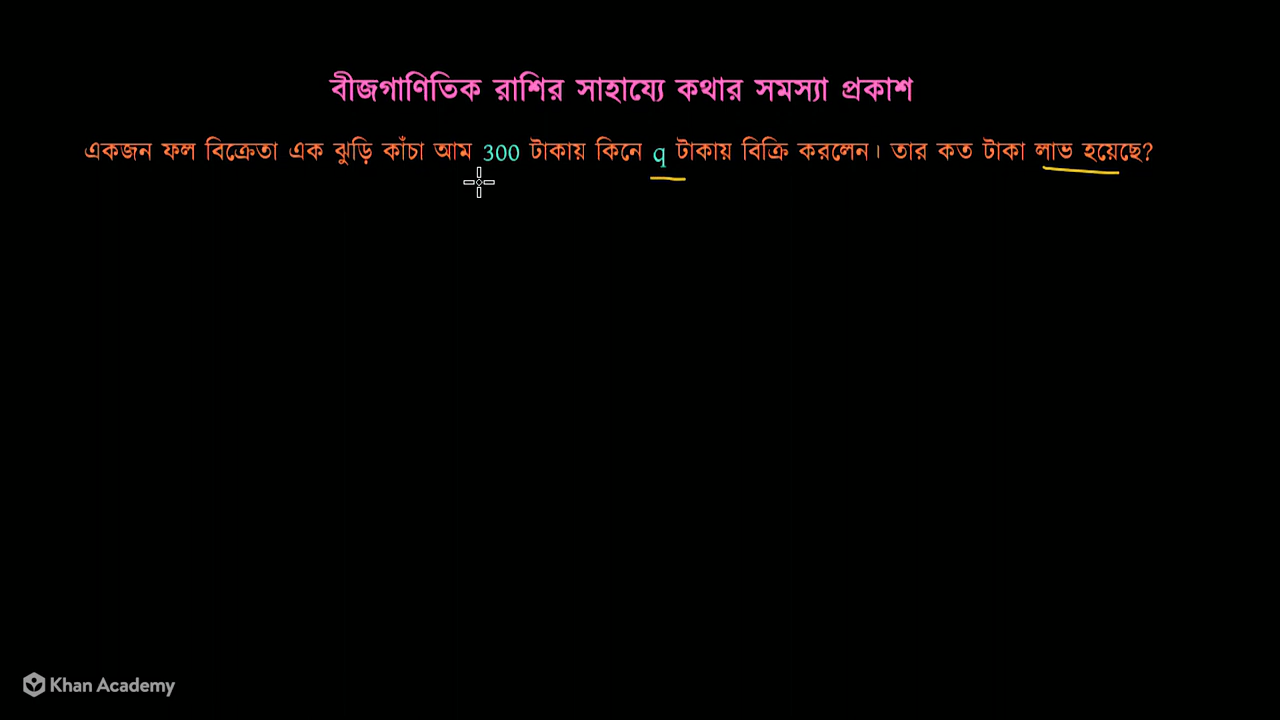 বীজগাণিতিক রাশির সাহায্যে কথার সমস্যা প্রকাশ
একজন ফল বিক্রেতা এক ঝুড়ি কাঁচা আম 300 টাকায় কিনে q টাকায় বিক্রি করলেন। তার কত টাকা লাভ হয়েছে?
Khan Academy